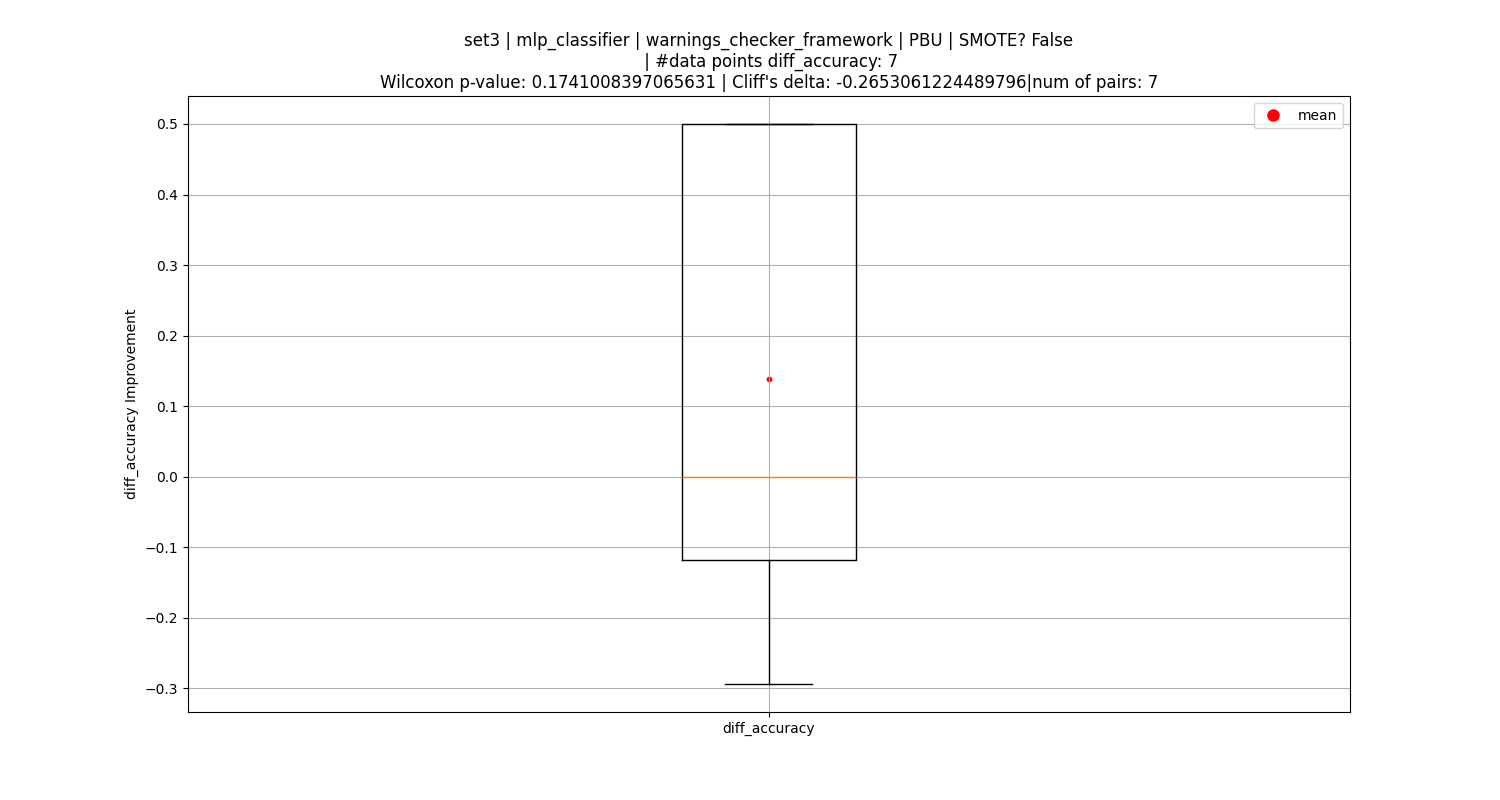 set3 | mlp_classifier | warnings_checker_framework | PBU | SMOTE? False
| #data points diff_accuracy: 7
Wilcoxon p-value: 0.1741008397065631 | Cliff's delta: -0.2653061224489796|num of pairs: 7
mean
0.5
0.4
0.3
0.2
0.1
0.0
−0.1
−0.2
−0.3
diff_accuracy Improvement
diff_accuracy